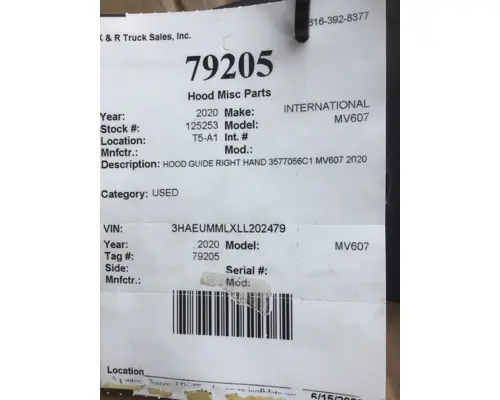 & R Truck Sales, Inc. 616-392-8377
79205
Hood Misc Parts
Year: 2020 Make: INTERNATIONAL
Stock #: 125253 Model: MV607
Location: T5-A1 Int. #
Mnfctr.: Mod.:
Description: HOOD GUIDE RIGHT HAND 3577056C1 MV607 2020
Category: USED
VIN: 3HAEUMMLXLL202479
Year: 2020 Model: MV607
Tag #: 79205
Side: Serial #:
Mnfctr.: Mod:
Location